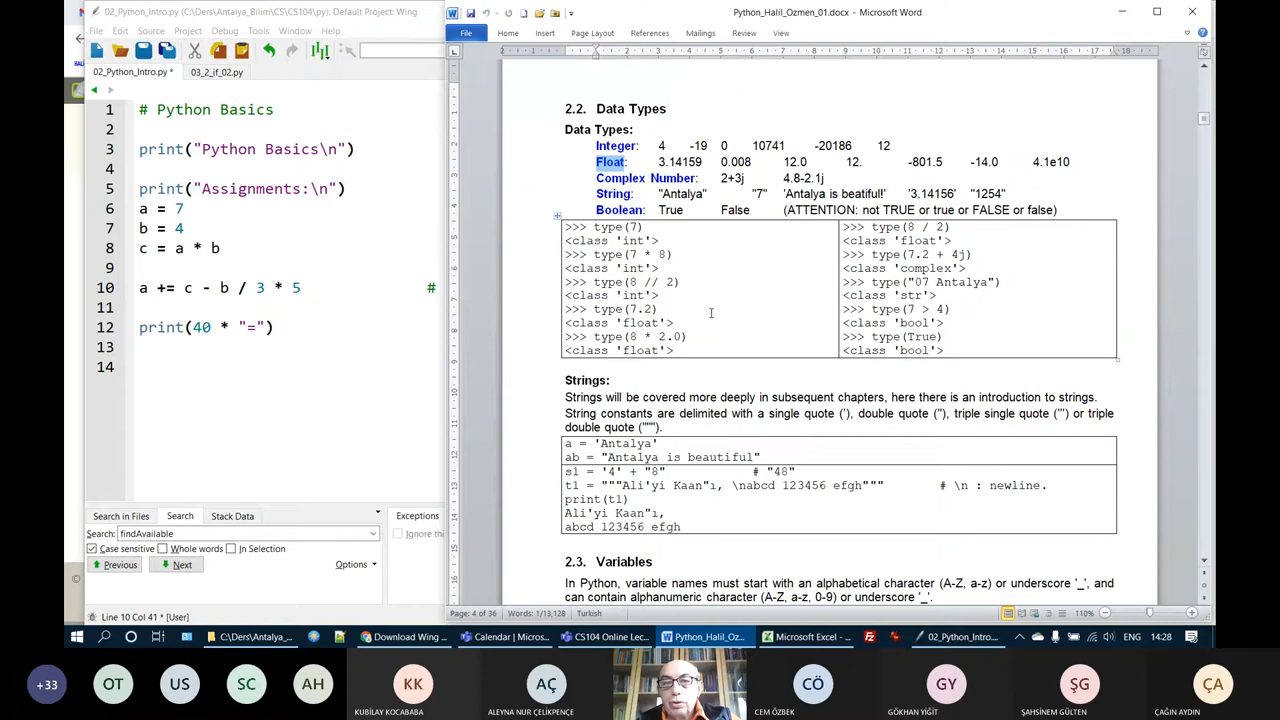 02_Python_Intro.py (C:\Ders\Antalya_Bilim\CS\CS104\py): Default Project: Wing
File Edit Source Project Debug Tools Window
02_Python_Intro.py *
03_2_if_02.py
1 # Python Basics
2
3 print("Python Basics\n")
4
5 print("Assignments:\n")
6 a = 7
7 b = 4
8 c = a * b
9
10 a += c - b / 3 * 5 #
11
12 print(40 * "=")
13
14
Search in Files Search Stack Data
Exceptions
Search: findAvailable
Ignore thi
Case sensitive Whole words In Selection
Previous Next Options
Line 10 Col 41 * [User]
Python_Halil_Ozmen_01.docx - Microsoft Word
File Home Insert Page Layout References Mailings Review View
2.2. Data Types
Data Types:
Integer: 4 -19 0 10741 -20186 12
Float: 3.14159 0.008 12.0 12. -801.5 -14.0 4.1e10
Complex Number: 2+3j 4.8-2.1j
String: "Antalya" "7" 'Antalya is beatiful!' '3.14156' "1254"
Boolean: True False (ATTENTION: not TRUE or true or FALSE or false)
>>> type(7)
<class 'int'>
>>> type(7 * 8)
<class 'int'>
>>> type(8 // 2)
<class 'int'>
>>> type(7.2)
<class 'float'>
>>> type(8 * 2.0)
<class 'float'>
>>> type(8 / 2)
<class 'float'>
>>> type(7.2 + 4j)
<class 'complex'>
>>> type("07 Antalya")
<class 'str'>
>>> type(7 > 4)
<class 'bool'>
>>> type(True)
<class 'bool'>
Strings:
Strings will be covered more deeply in subsequent chapters, here there is an introduction to strings.
String constants are delimited with a single quote ('), double quote ("), triple single quote (''') or triple
double quote (""").
a = 'Antalya'
ab = "Antalya is beautiful"
s1 = '4' + "8" # "48"
t1 = """Ali'yi Kaan"ı, \nabcd 123456 efgh""" # \n : newline.
print(t1)
Ali'yi Kaan"ı,
abcd 123456 efgh
2.3. Variables
In Python, variable names must start with an alphabetical character (A-Z, a-z) or underscore '_', and
can contain alphanumeric character (A-Z, a-z, 0-9) or underscore '_'.
Page: 4 of 36 Words: 1/13,128 Turkish 110%
C:\Ders\Antalya_... Download Wing ... Calendar | Micros... CS104 Online Lec... Python_Halil_Oz... Microsoft Excel - ... 02_Python_Intro.... ENG 14:28
+33 OT US SC AH KK AÇ CÖ GY ŞG ÇA
KUBİLAY KOCABABA ALEYNA NUR ÇELİKPENÇE CEM ÖZBEK GÖKHAN YİĞİT ŞAHSİNEM GÜLTEN ÇAĞIN AYDIN